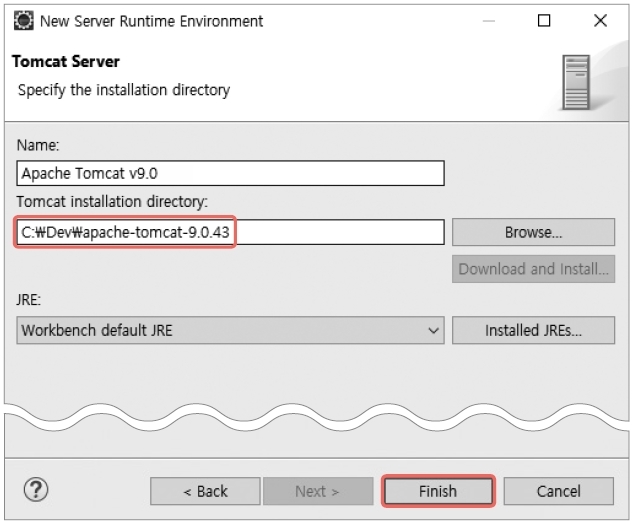 New Server Runtime Environment
Tomcat Server
Specify the installation directory
Name:
Apache Tomcat v9.0
Tomcat installation directory:
C:₩Dev₩apache-tomcat-9.0.43
Browse...
Download and Install...
JRE:
Workbench default JRE
Installed JREs...
?
< Back
Next >
Finish
Cancel